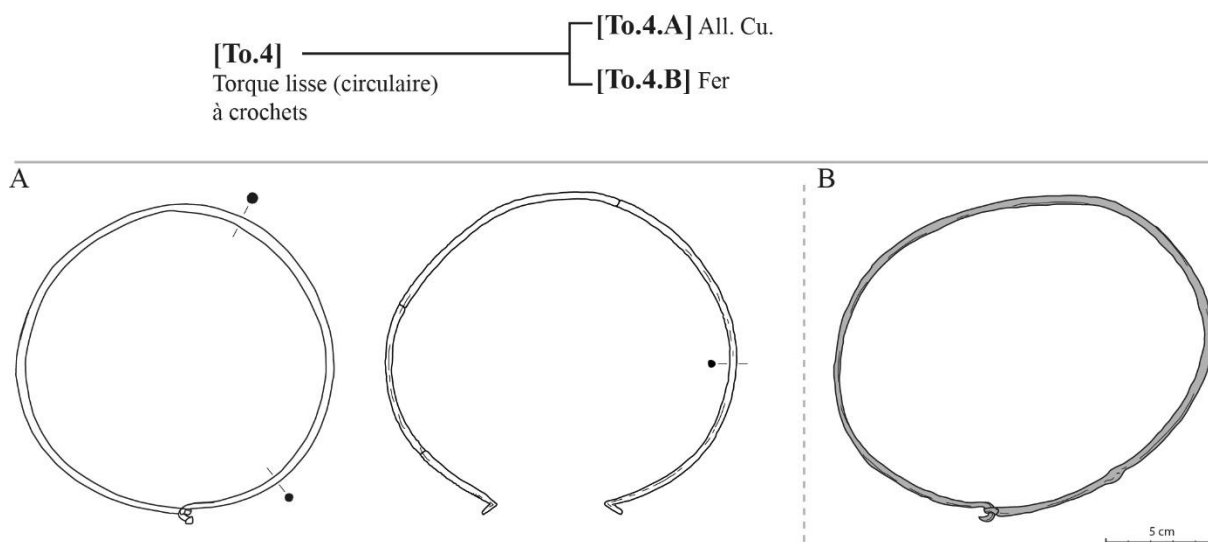 [To.4]
Torque lisse (circulaire)
à crochets
[To.4.A] All. Cu.
[To.4.B] Fer
A
B
5 cm